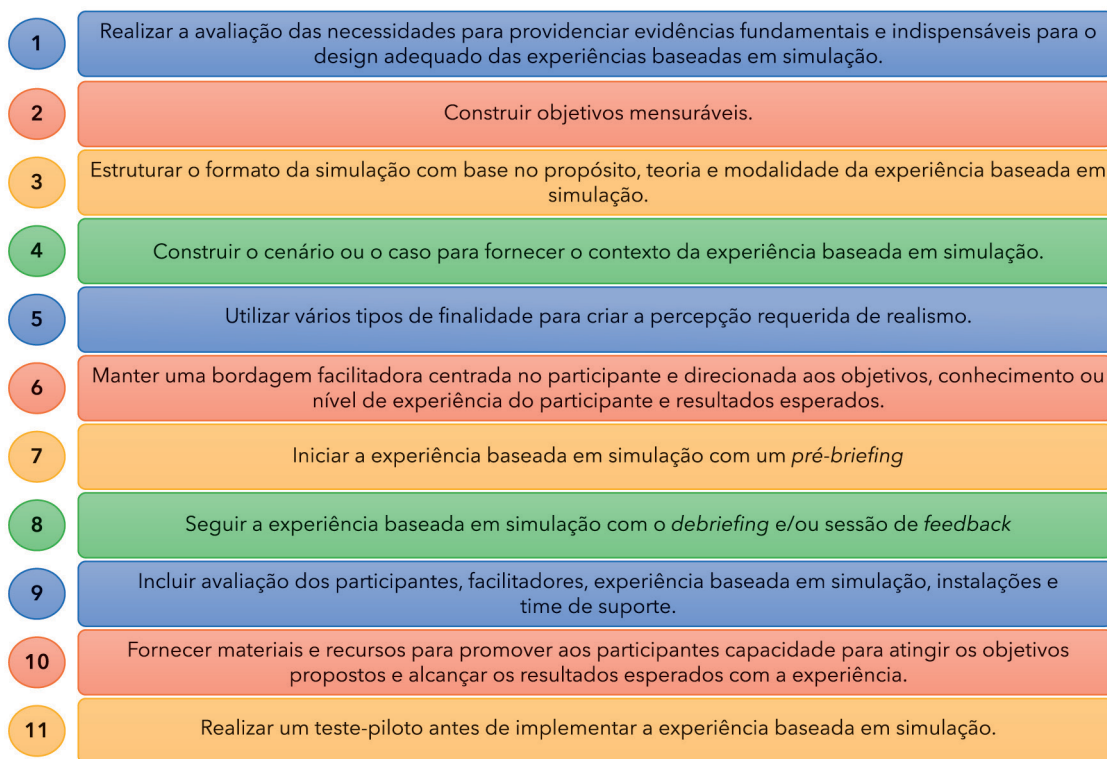 1
Realizar a avaliação das necessidades para providenciar evidências fundamentais e indispensáveis para o
design adequado das experiências baseadas em simulação.
2
Construir objetivos mensuráveis.
3
Estruturar o formato da simulação com base no propósito, teoria e modalidade da experiência baseada em
simulação.
4
Construir o cenário ou o caso para fornecer o contexto da experiência baseada em simulação.
5
Utilizar vários tipos de finalidade para criar a percepção requerida de realismo.
6
Manter uma bordagem facilitadora centrada no participante e direcionada aos objetivos, conhecimento ou
nível de experiência do participante e resultados esperados.
7
Iniciar a experiência baseada em simulação com um pré-briefing
8
Seguir a experiência baseada em simulação com o debriefing e/ou sessão de feedback
9
Incluir avaliação dos participantes, facilitadores, experiência baseada em simulação, instalações e
time de suporte.
10
Fornecer materiais e recursos para promover aos participantes capacidade para atingir os objetivos
propostos e alcançar os resultados esperados com a experiência.
11
Realizar um teste-piloto antes de implementar a experiência baseada em simulação.